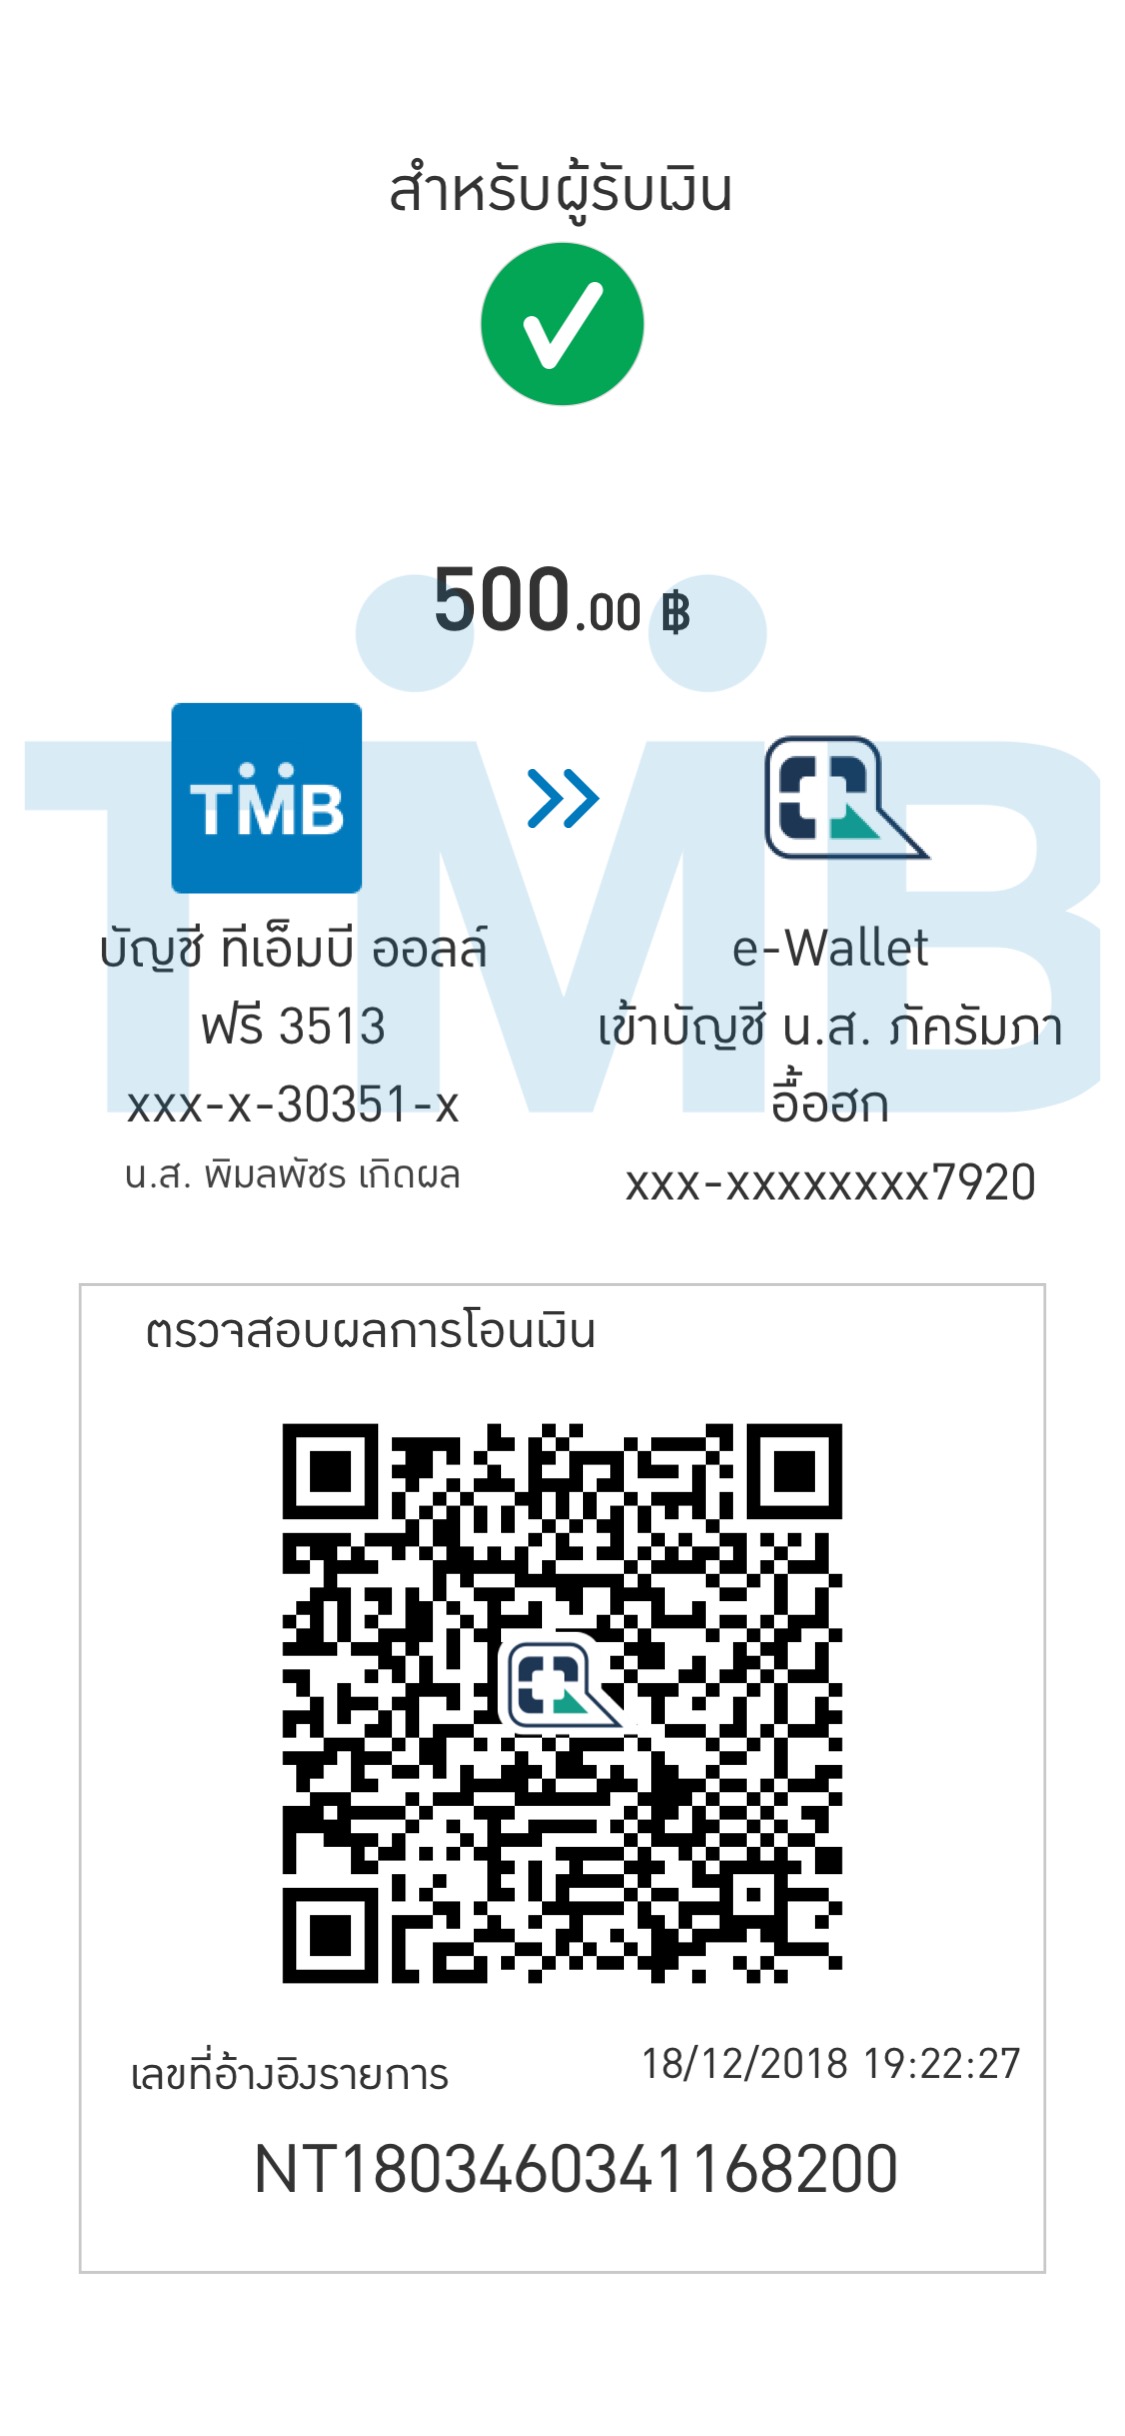 สำหรับผู้รับเงิน
500.00 ฿
TMB
บัญชี ทีเอ็มบี ออลล์
ฟรี 3513
xxx-x-30351-x
น.ส. พิมลพัชร เกิดผล
e-Wallet
เข้าบัญชี น.ส. ภัครัมภา
อื้อฮก
xxx-xxxxxxxx7920
ตรวจสอบผลการโอนเงิน
เลขที่อ้างอิงรายการ
18/12/2018 19:22:27
NT1803460341168200